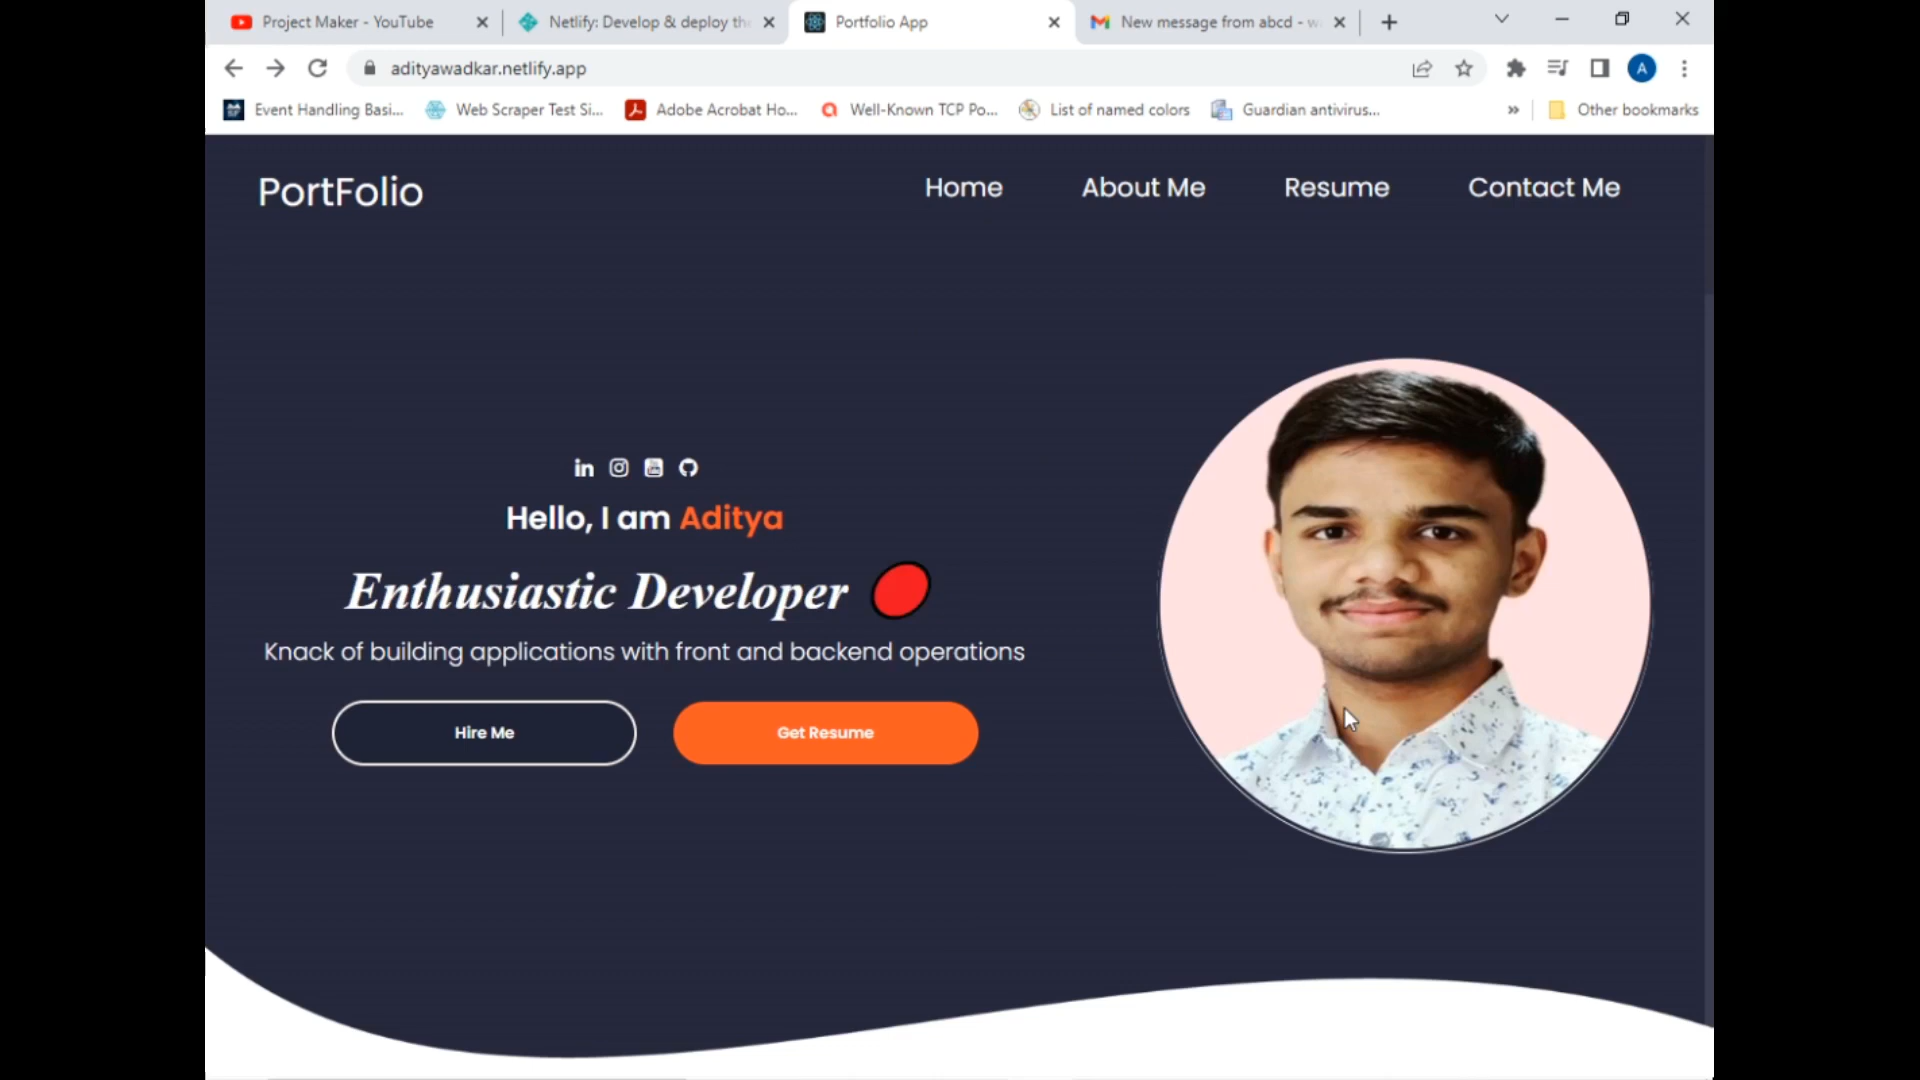 Project Maker - YouTube
Netlify: Develop & deploy the
Portfolio App
New message from abcd - w
adityawadkar.netlify.app
A
Event Handling Basi...
Web Scraper Test Si...
Adobe Acrobat Ho...
Well-Known TCP Po...
List of named colors
Guardian antivirus...
»
Other bookmarks
PortFolio
Home
About Me
Resume
Contact Me
in
Hello, I am Aditya
Enthusiastic Developer
Knack of building applications with front and backend operations
Hire Me
Get Resume